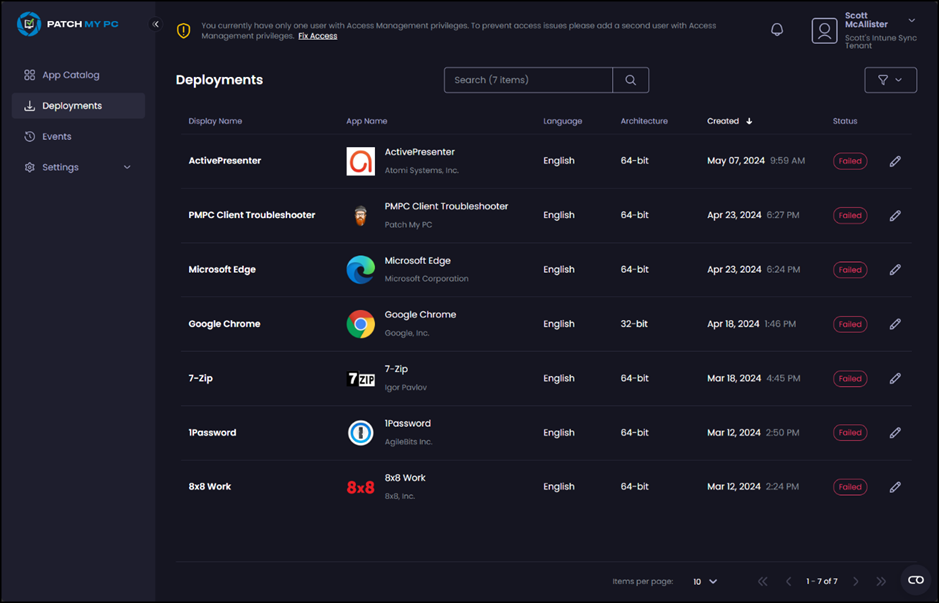 PATCH MY PC
You currently have only one user with Access Management privileges. To prevent access issues please add a second user with Access
Management privileges. Fix Access
Scott
McAllister
Scott's Intune Sync
Tenant
App Catalog
Deployments
Events
Settings
Deployments
Search (7 items)
Display Name App Name Language Architecture Created Status
ActivePresenter ActivePresenter English 64-bit May 07, 2024 9:59 AM Failed
Atomi Systems, Inc.
PMPC Client Troubleshooter PMPC Client Troubleshooter English 64-bit Apr 23, 2024 6:27 PM Failed
Patch My PC
Microsoft Edge Microsoft Edge English 64-bit Apr 23, 2024 6:24 PM Failed
Microsoft Corporation
Google Chrome Google Chrome English 32-bit Apr 18, 2024 1:46 PM Failed
Google, Inc.
7-Zip 7ZIP 7-Zip English 64-bit Mar 18, 2024 4:45 PM Failed
Igor Pavlov
1Password 1Password English 64-bit Mar 12, 2024 2:50 PM Failed
AgileBits Inc.
8x8 Work 8x8 8x8 Work English 64-bit Mar 12, 2024 2:24 PM Failed
8x8, Inc.
Items per page: 10 1 - 7 of 7